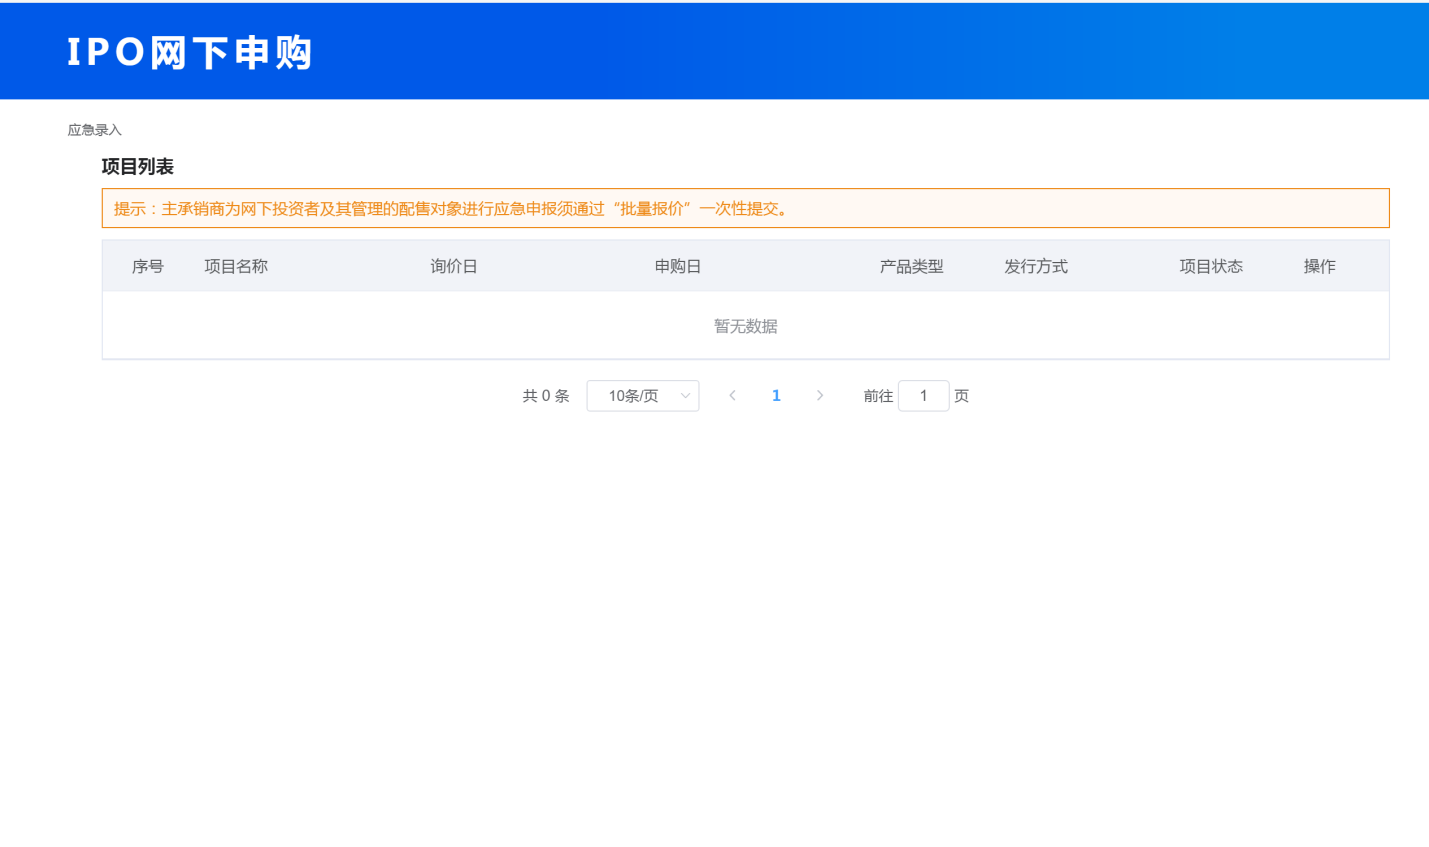 IPO网下申购
应急录入
项目列表
提示：主承销商为网下投资者及其管理的配售对象进行应急申报须通过“批量报价”一次性提交。
序号 项目名称 询价日 申购日 产品类型 发行方式 项目状态 操作
暂无数据
共 0 条 10条/页 1 前往 1 页